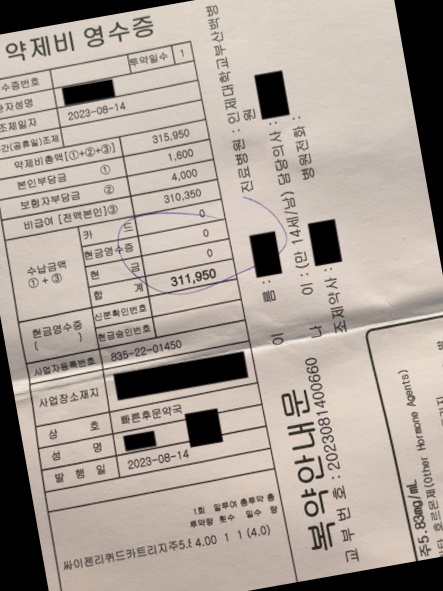 약제비 영수증
수증번호 투약일수 1
자성명
조제일자 2023-08-14
간(공휴일)조제
약제비총액[①+②+③] 315,950
본인부담금 ① 1,600
보험자부담금 ② 4,000
비급여 [전액본인]③ 310,350
수납금액 ① + ③
카 드 0
현금영수증 0
현 금 0
합 계 311,950
현금영수증 ( )
신분확인번호
현금승인번호
사업자등록번호 835-22-01450
사업장소재지
상 호 빠른후문약국
성 명
발 행 일 2023-08-14
1회 일투여 총투약 총
투약량 횟수 일수 량
싸이젠리퀴드카트리지주5.8 4.00 1 1 (4.0)
진료병원 : 인제대학교부산백병
원
담당의사 :
병원전화 :
이 름 :
나 이 : (만 14세/남)
조제약사 :
복약안내문
교 부 번 호 : 2023081400660
주5.83mg/mL
타 호르몬제(Other Hormone Agents)